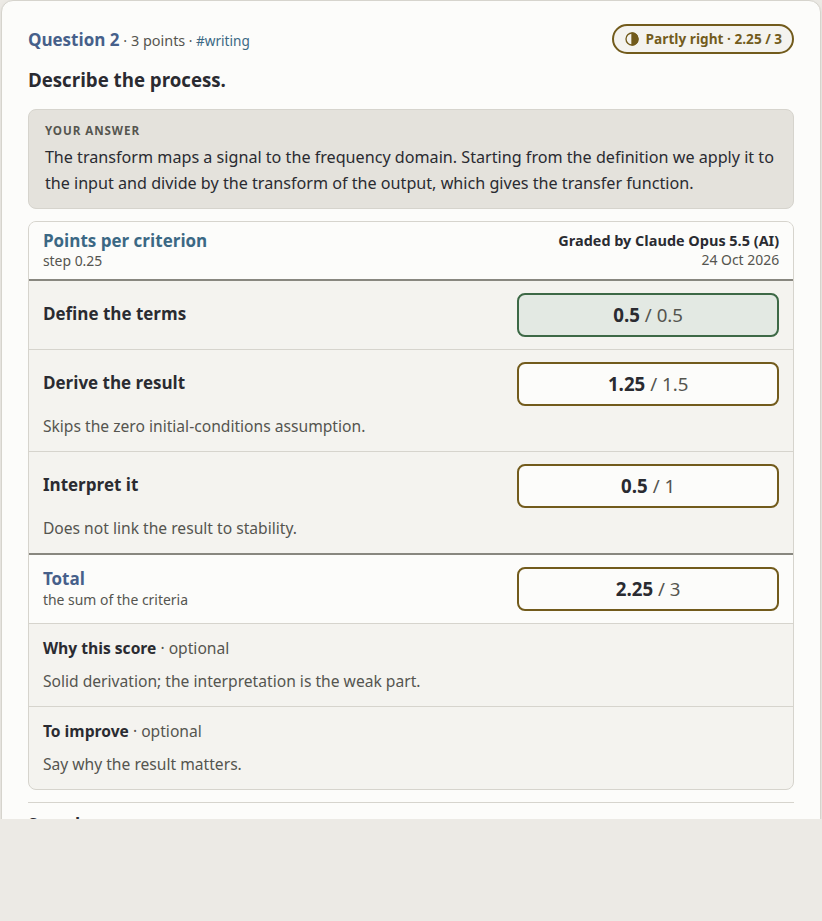 Question 2 · 3 points · #writing
Partly right · 2.25 / 3
Describe the process.
YOUR ANSWER
The transform maps a signal to the frequency domain. Starting from the definition we apply it to
the input and divide by the transform of the output, which gives the transfer function.
Points per criterion
Graded by Claude Opus 5.5 (AI)
step 0.25
24 Oct 2026
Define the terms
0.5 / 0.5
Derive the result
1.25 / 1.5
Skips the zero initial-conditions assumption.
Interpret it
0.5 / 1
Does not link the result to stability.
Total
2.25 / 3
the sum of the criteria
Why this score · optional
Solid derivation; the interpretation is the weak part.
To improve · optional
Say why the result matters.